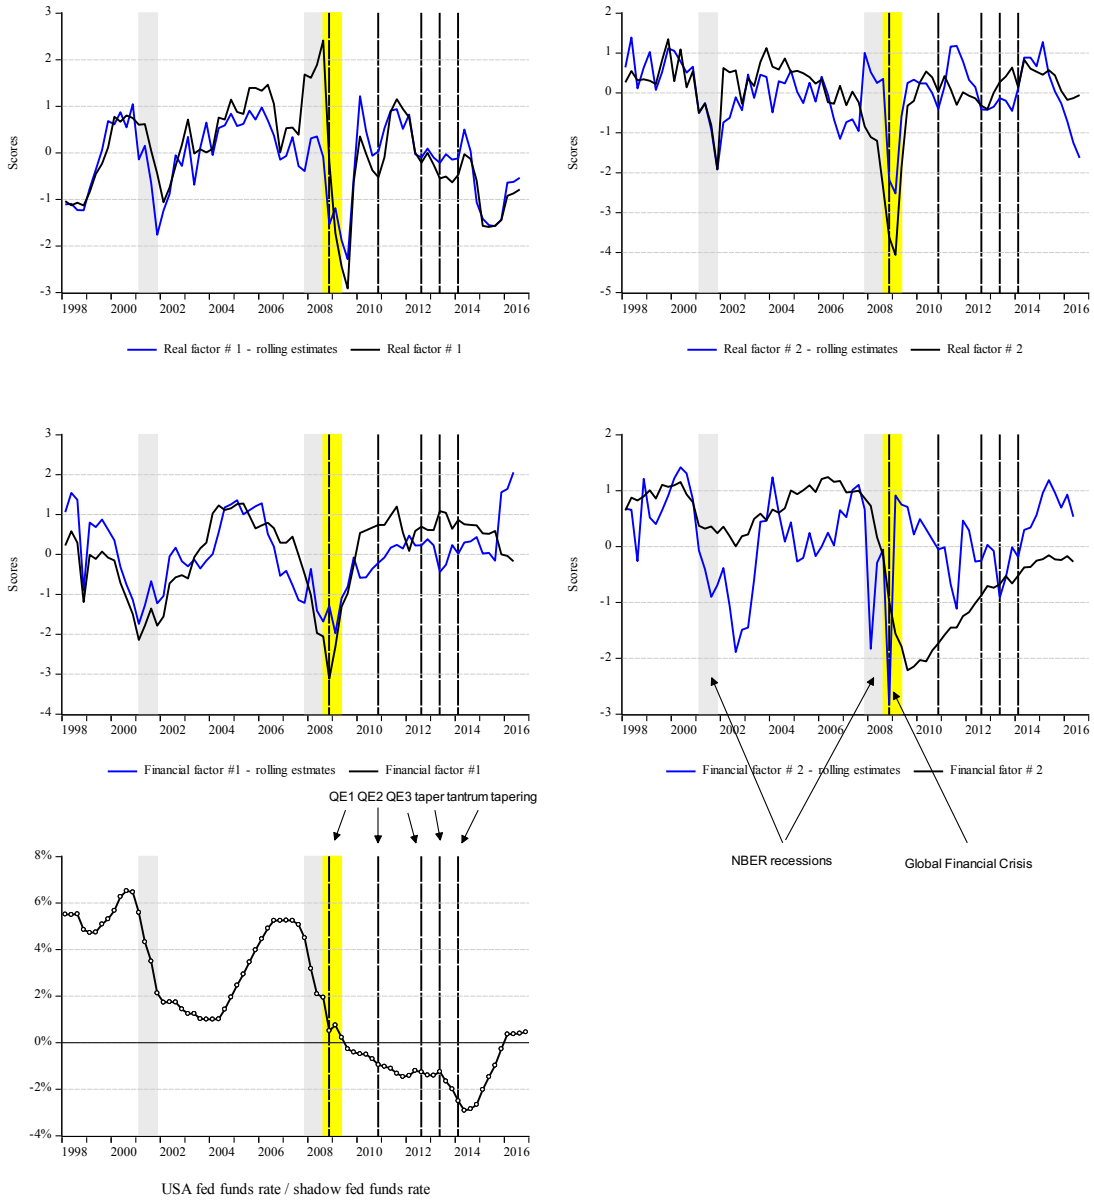 3
2
1
0
-1
-2
-3
Scores
1998 2000 2002 2004 2006 2008 2010 2012 2014 2016
Real factor # 1 - rolling estimates Real factor # 1
2
1
0
-1
-2
-3
-4
-5
Scores
1998 2000 2002 2004 2006 2008 2010 2012 2014 2016
Real factor # 2 - rolling estimates Real factor # 2
3
2
1
0
-1
-2
-3
-4
Scores
1998 2000 2002 2004 2006 2008 2010 2012 2014 2016
Financial factor #1 - rolling estmates Financial factor #1
2
1
0
-1
-2
-3
Scores
1998 2000 2002 2004 2006 2008 2010 2012 2014 2016
Financial factor # 2 - rolling estimates Financial fator # 2
NBER recessions
Global Financial Crisis
QE1 QE2 QE3 taper tantrum tapering
8%
6%
4%
2%
0%
-2%
-4%
1998 2000 2002 2004 2006 2008 2010 2012 2014 2016
USA fed funds rate / shadow fed funds rate